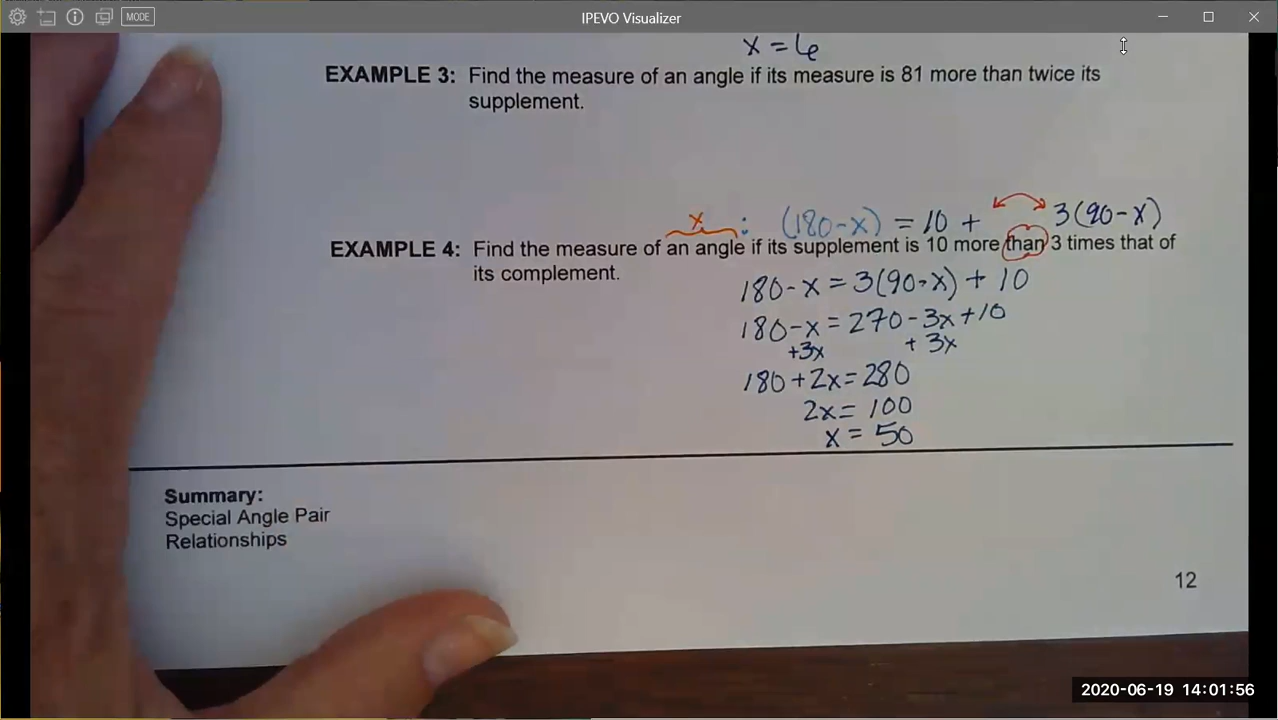 MODE
IPEVO Visualizer
x = 6
EXAMPLE 3: Find the measure of an angle if its measure is 81 more than twice its
supplement.
x : (180-x) = 10 + 3(90-x)
EXAMPLE 4: Find the measure of an angle if its supplement is 10 more than 3 times that of
its complement.
180-x = 3(90-x) + 10
180-x = 270-3x+10
+3x + 3x
180+2x=280
2x= 100
x = 50
Summary:
Special Angle Pair
Relationships
12
2020-06-19 14:01:56